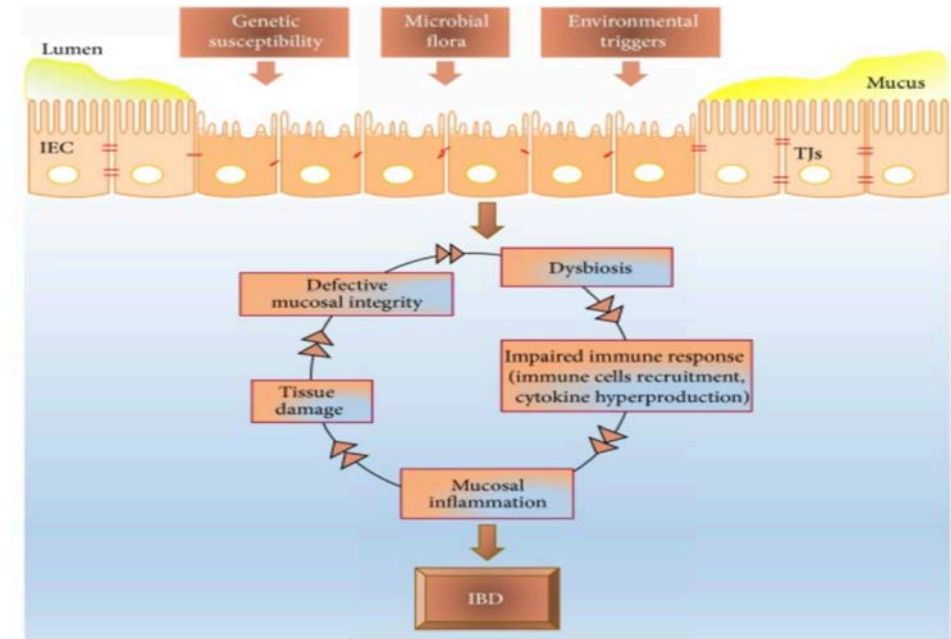 Genetic
susceptibility
Microbial
flora
Environmental
triggers
Lumen
Mucus
IEC
TJs
Defective
mucosal integrity
Dysbiosis
Impaired immune response
(immune cells recruitment,
cytokine hyperproduction)
Tissue
damage
Mucosal
inflammation
IBD